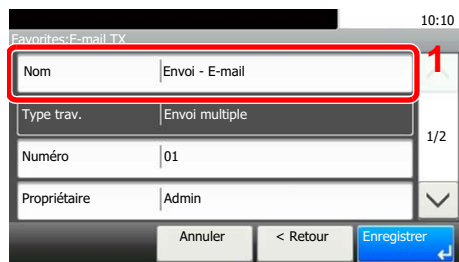 10:10
Favorites:E-mail TX
Nom Envoi - E-mail
1
Type trav. Envoi multiple
1/2
Numéro 01
Propriétaire Admin
Annuler < Retour Enregistrer